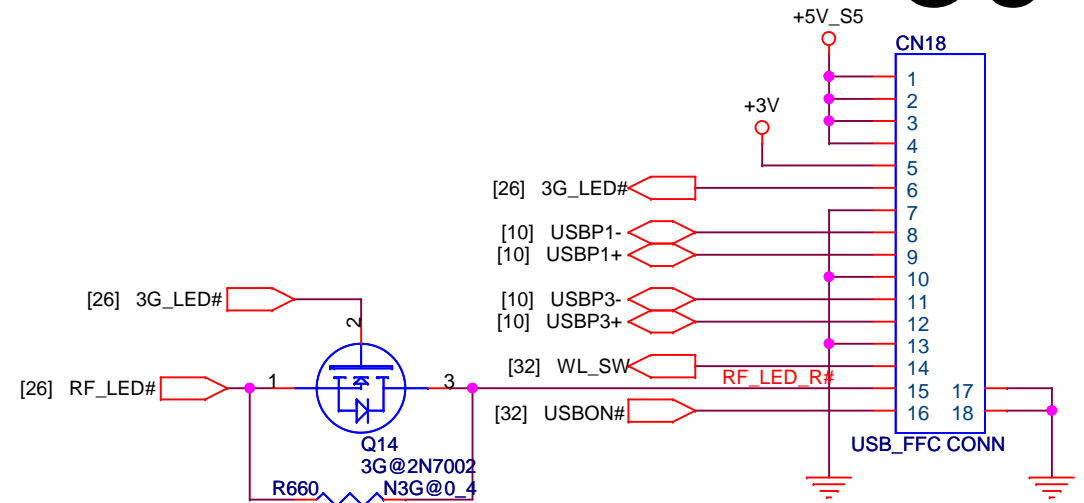 +5V_S5
CN18
+3V
1
2
3
4
5
[26] 3G_LED# 6
7
[10] USBP1- 8
[10] USBP1+ 9
10
[26] 3G_LED#
[10] USBP3- 11
2
[10] USBP3+ 12
13
[32] WL_SW 14
RF_LED_R#
[26] RF_LED# 1 3
15 17
[32] USBON# 16 18
Q14
USB_FFC CONN
3G@2N7002
R660 N3G@0_4